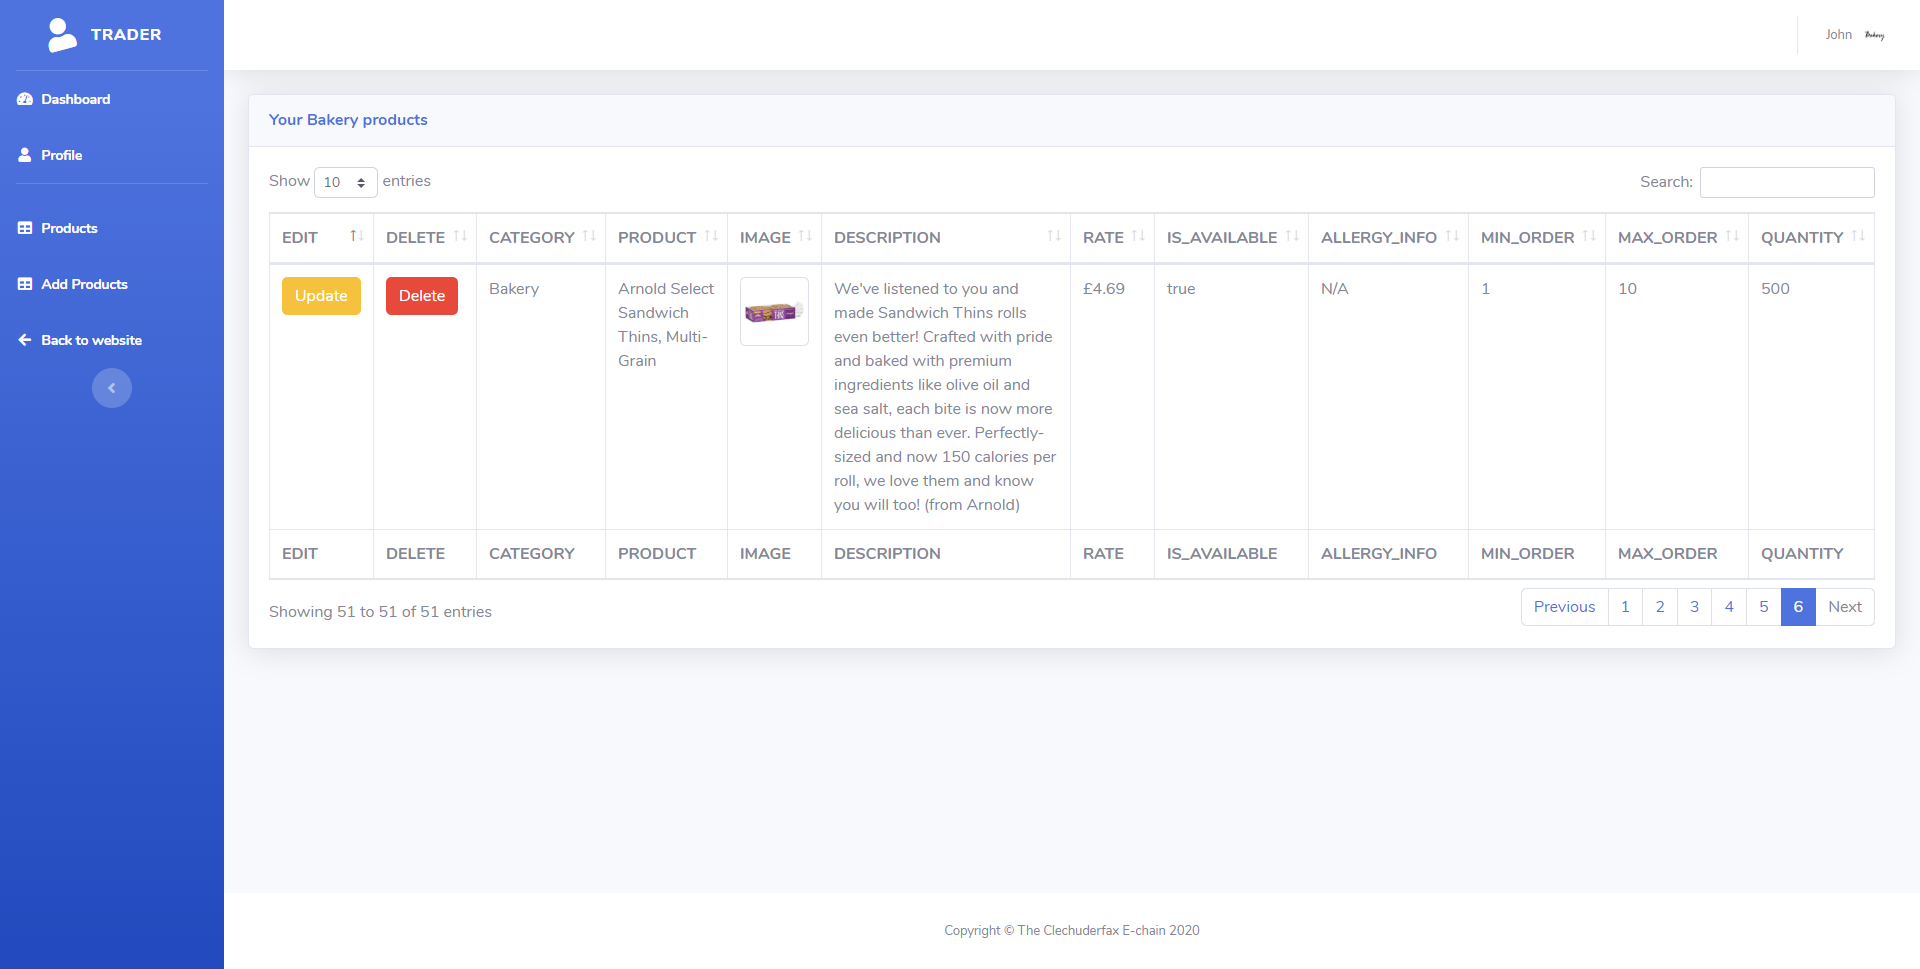 TRADER
Dashboard
Profile
Products
Add Products
Back to website
John
Bakery
Your Bakery products
Show 10 entries
Search:
EDIT DELETE CATEGORY PRODUCT IMAGE DESCRIPTION RATE IS_AVAILABLE ALLERGY_INFO MIN_ORDER MAX_ORDER QUANTITY
Update Delete Bakery Arnold Select We've listened to you and £4.69 true N/A 1 10 500
Sandwich made Sandwich Thins rolls
Thins, Multi- even better! Crafted with pride
Grain and baked with premium
ingredients like olive oil and
sea salt, each bite is now more
delicious than ever. Perfectly-
sized and now 150 calories per
roll, we love them and know
you will too! (from Arnold)
EDIT DELETE CATEGORY PRODUCT IMAGE DESCRIPTION RATE IS_AVAILABLE ALLERGY_INFO MIN_ORDER MAX_ORDER QUANTITY
Showing 51 to 51 of 51 entries
Previous 1 2 3 4 5 6 Next
Copyright © The Clechuderfax E-chain 2020